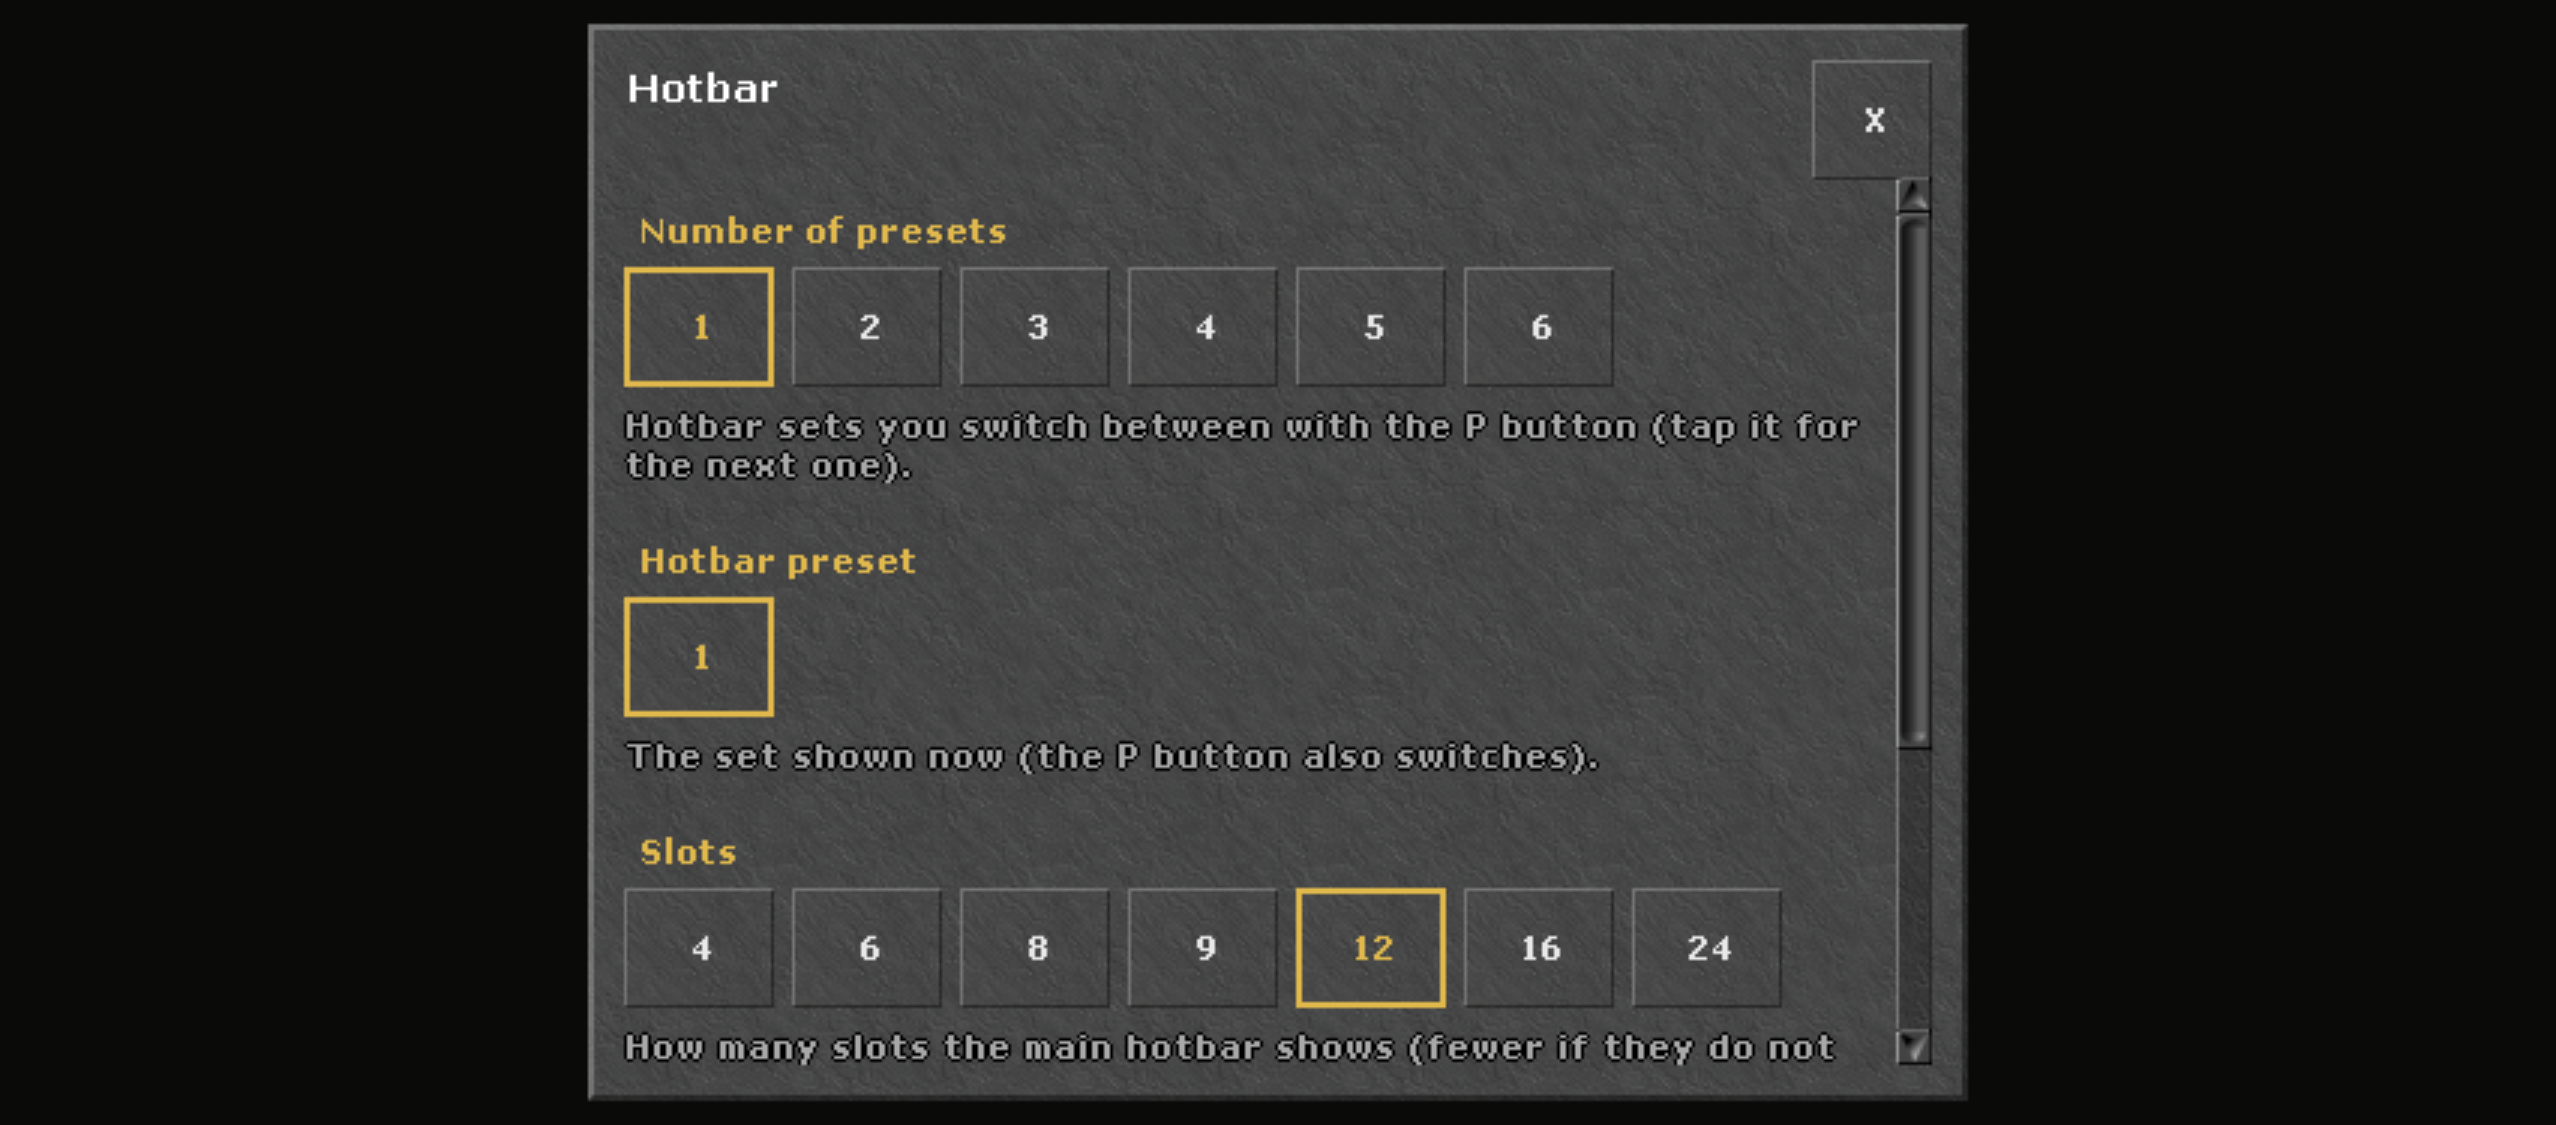 Hotbar
X
Number of presets
1 2 3 4 5 6
Hotbar sets you switch between with the P button (tap it for
the next one).
Hotbar preset
1
The set shown now (the P button also switches).
Slots
4 6 8 9 12 16 24
How many slots the main hotbar shows (fewer if they do not